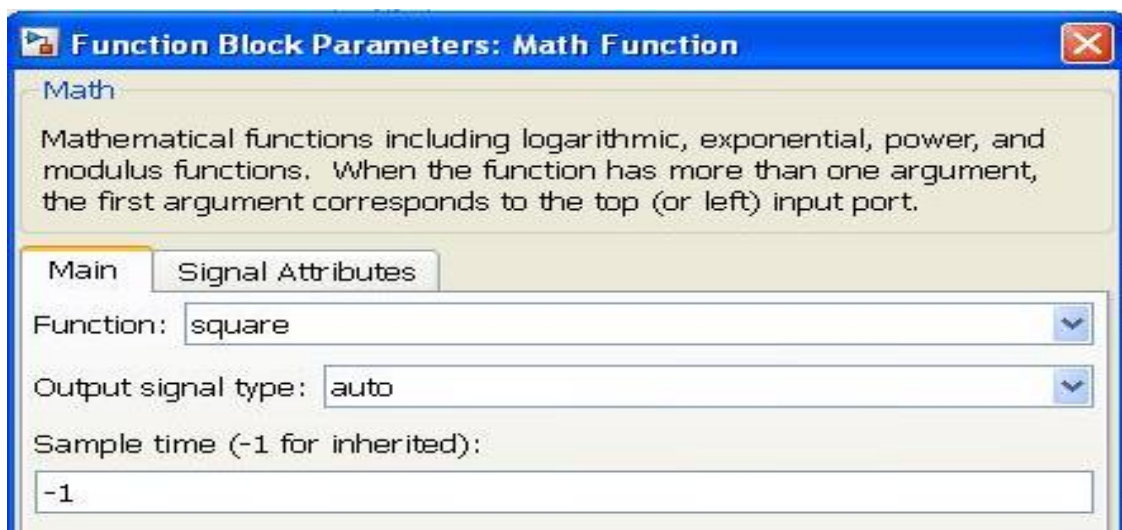 Function Block Parameters: Math Function
Math
Mathematical functions including logarithmic, exponential, power, and
modulus functions. When the function has more than one argument,
the first argument corresponds to the top (or left) input port.
Main Signal Attributes
Function: square
Output signal type: auto
Sample time (-1 for inherited):
-1